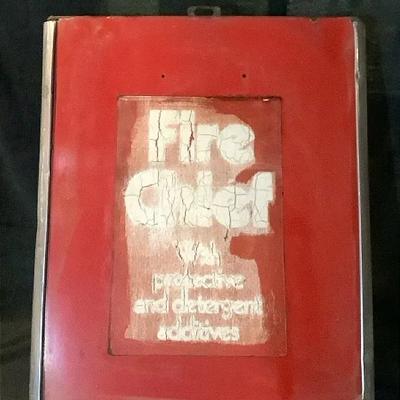 Fire
Chief
With
protective
and detergent
additives